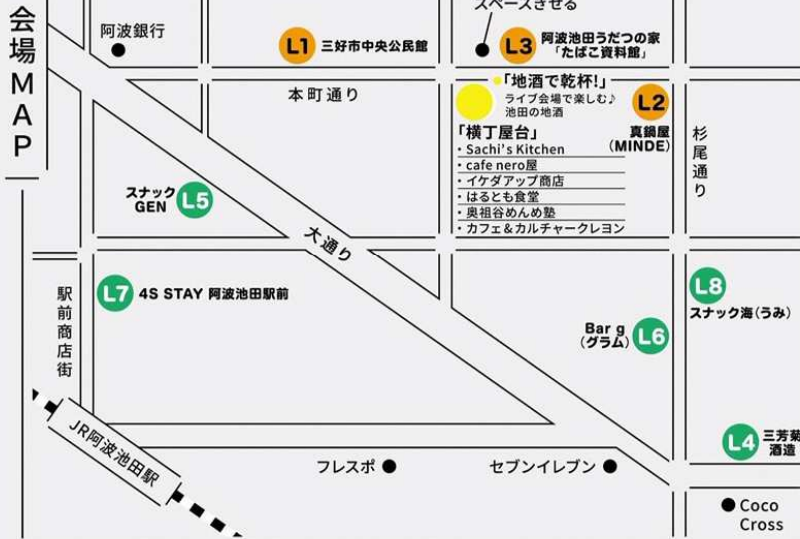 会場MAP
スペースさせる
阿波銀行
L1 三好市中央公民館
L3 阿波池田うだつの家
「たばこ資料館」
本町通り
「地酒で乾杯!」
ライブ会場で楽しむ♪
池田の地酒
L2
真鍋屋
(MINDE)
「横丁屋台」
・Sachi's Kitchen
・cafe nero屋
・イケダアップ商店
・はるとも食堂
・奥祖谷めんめ塾
・カフェ&カルチャークレヨン
杉尾通り
スナック
GEN
L5
大通り
駅前商店街
L7 4S STAY 阿波池田駅前
L8
スナック海(うみ)
Bar g
(グラム)
L6
JR阿波池田駅
フレスポ
セブンイレブン
L4
三芳菊
酒造
Coco
Cross